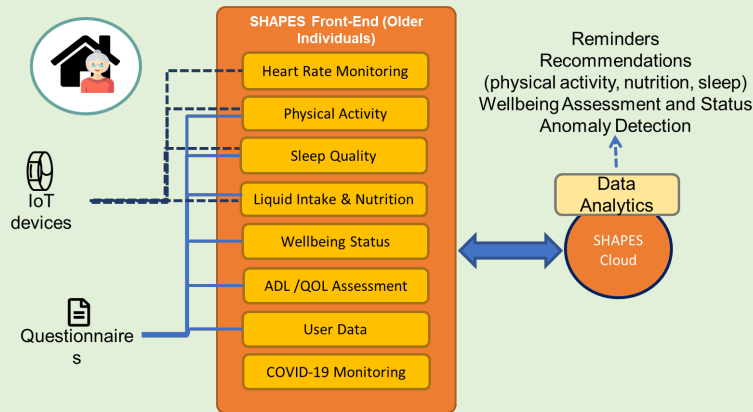 SHAPES Front-End (Older
Individuals)
Heart Rate Monitoring
Physical Activity
Sleep Quality
Liquid Intake & Nutrition
Wellbeing Status
ADL /QOL Assessment
User Data
COVID-19 Monitoring
IoT
devices
Questionnaire
s
Reminders
Recommendations
(physical activity, nutrition, sleep)
Wellbeing Assessment and Status
Anomaly Detection
Data
Analytics
SHAPES
Cloud